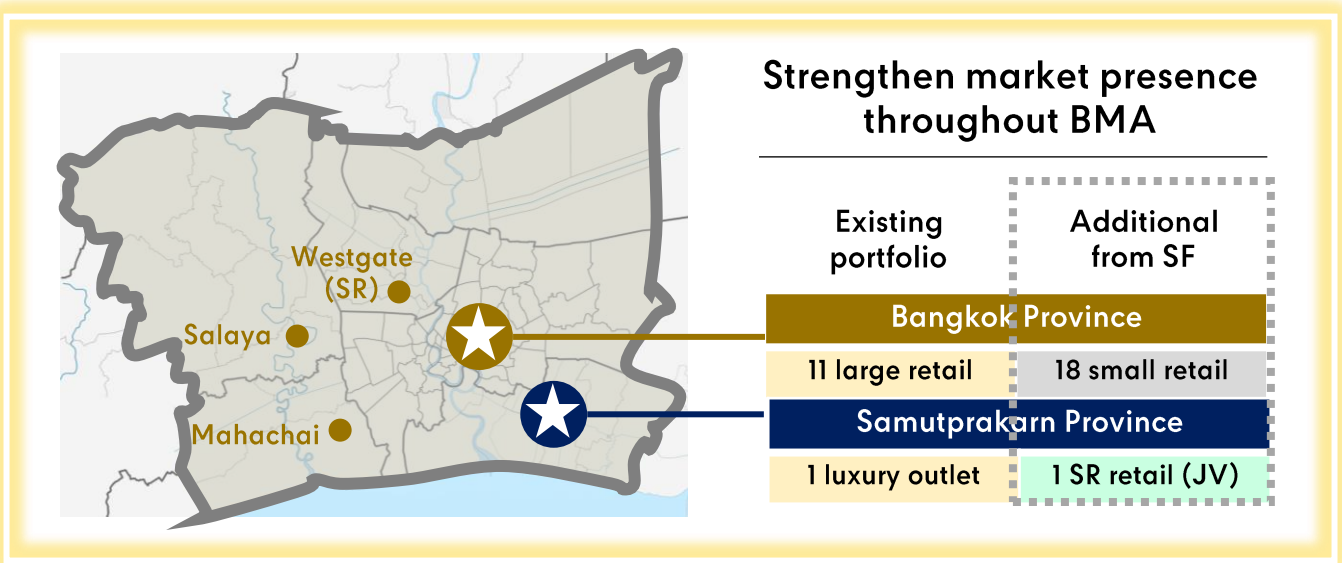 Strengthen market presence
throughout BMA
Existing
portfolio
Additional
from SF
Bangkok Province
11 large retail
18 small retail
Samutprakarn Province
1 luxury outlet
1 SR retail (JV)
Westgate
(SR)
Salaya
Mahachai